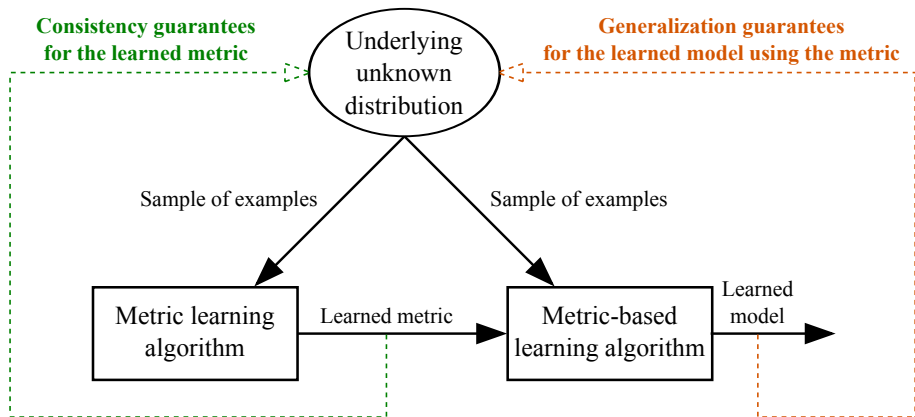 Consistency guarantees
for the learned metric
Underlying
unknown
distribution
Generalization guarantees
for the learned model using the metric
Sample of examples
Sample of examples
Metric learning
algorithm
Learned metric
Metric-based
learning algorithm
Learned
model